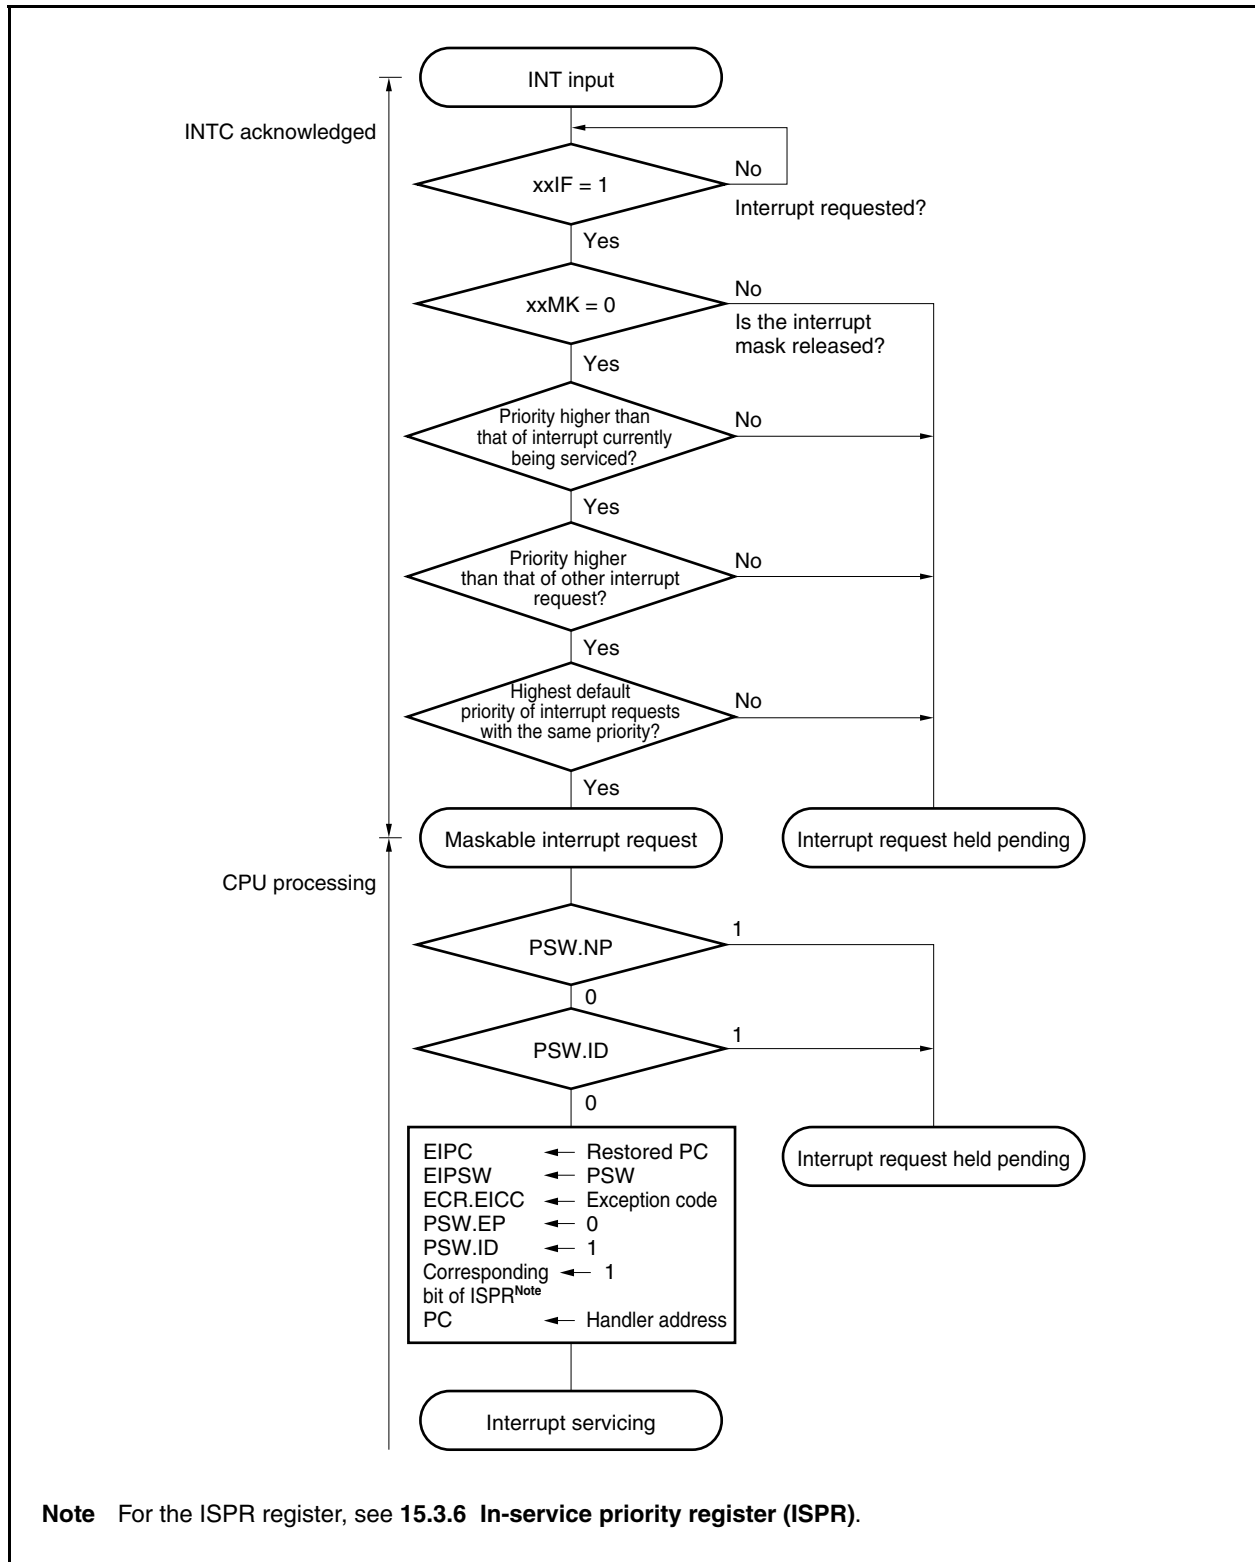 INT input
INTC acknowledged
xxIF = 1
No
Interrupt requested?
Yes
xxMK = 0
No
Is the interrupt
mask released?
Yes
Priority higher than
that of interrupt currently
being serviced?
No
Yes
Priority higher
than that of other interrupt
request?
No
Yes
Highest default
priority of interrupt requests
with the same priority?
No
Yes
Maskable interrupt request
Interrupt request held pending
CPU processing
PSW.NP
1
0
PSW.ID
1
0
EIPC ← Restored PC
EIPSW ← PSW
ECR.EICC ← Exception code
PSW.EP ← 0
PSW.ID ← 1
Corresponding ← 1
bit of ISPRNote
PC ← Handler address
Interrupt request held pending
Interrupt servicing
Note For the ISPR register, see 15.3.6 In-service priority register (ISPR).